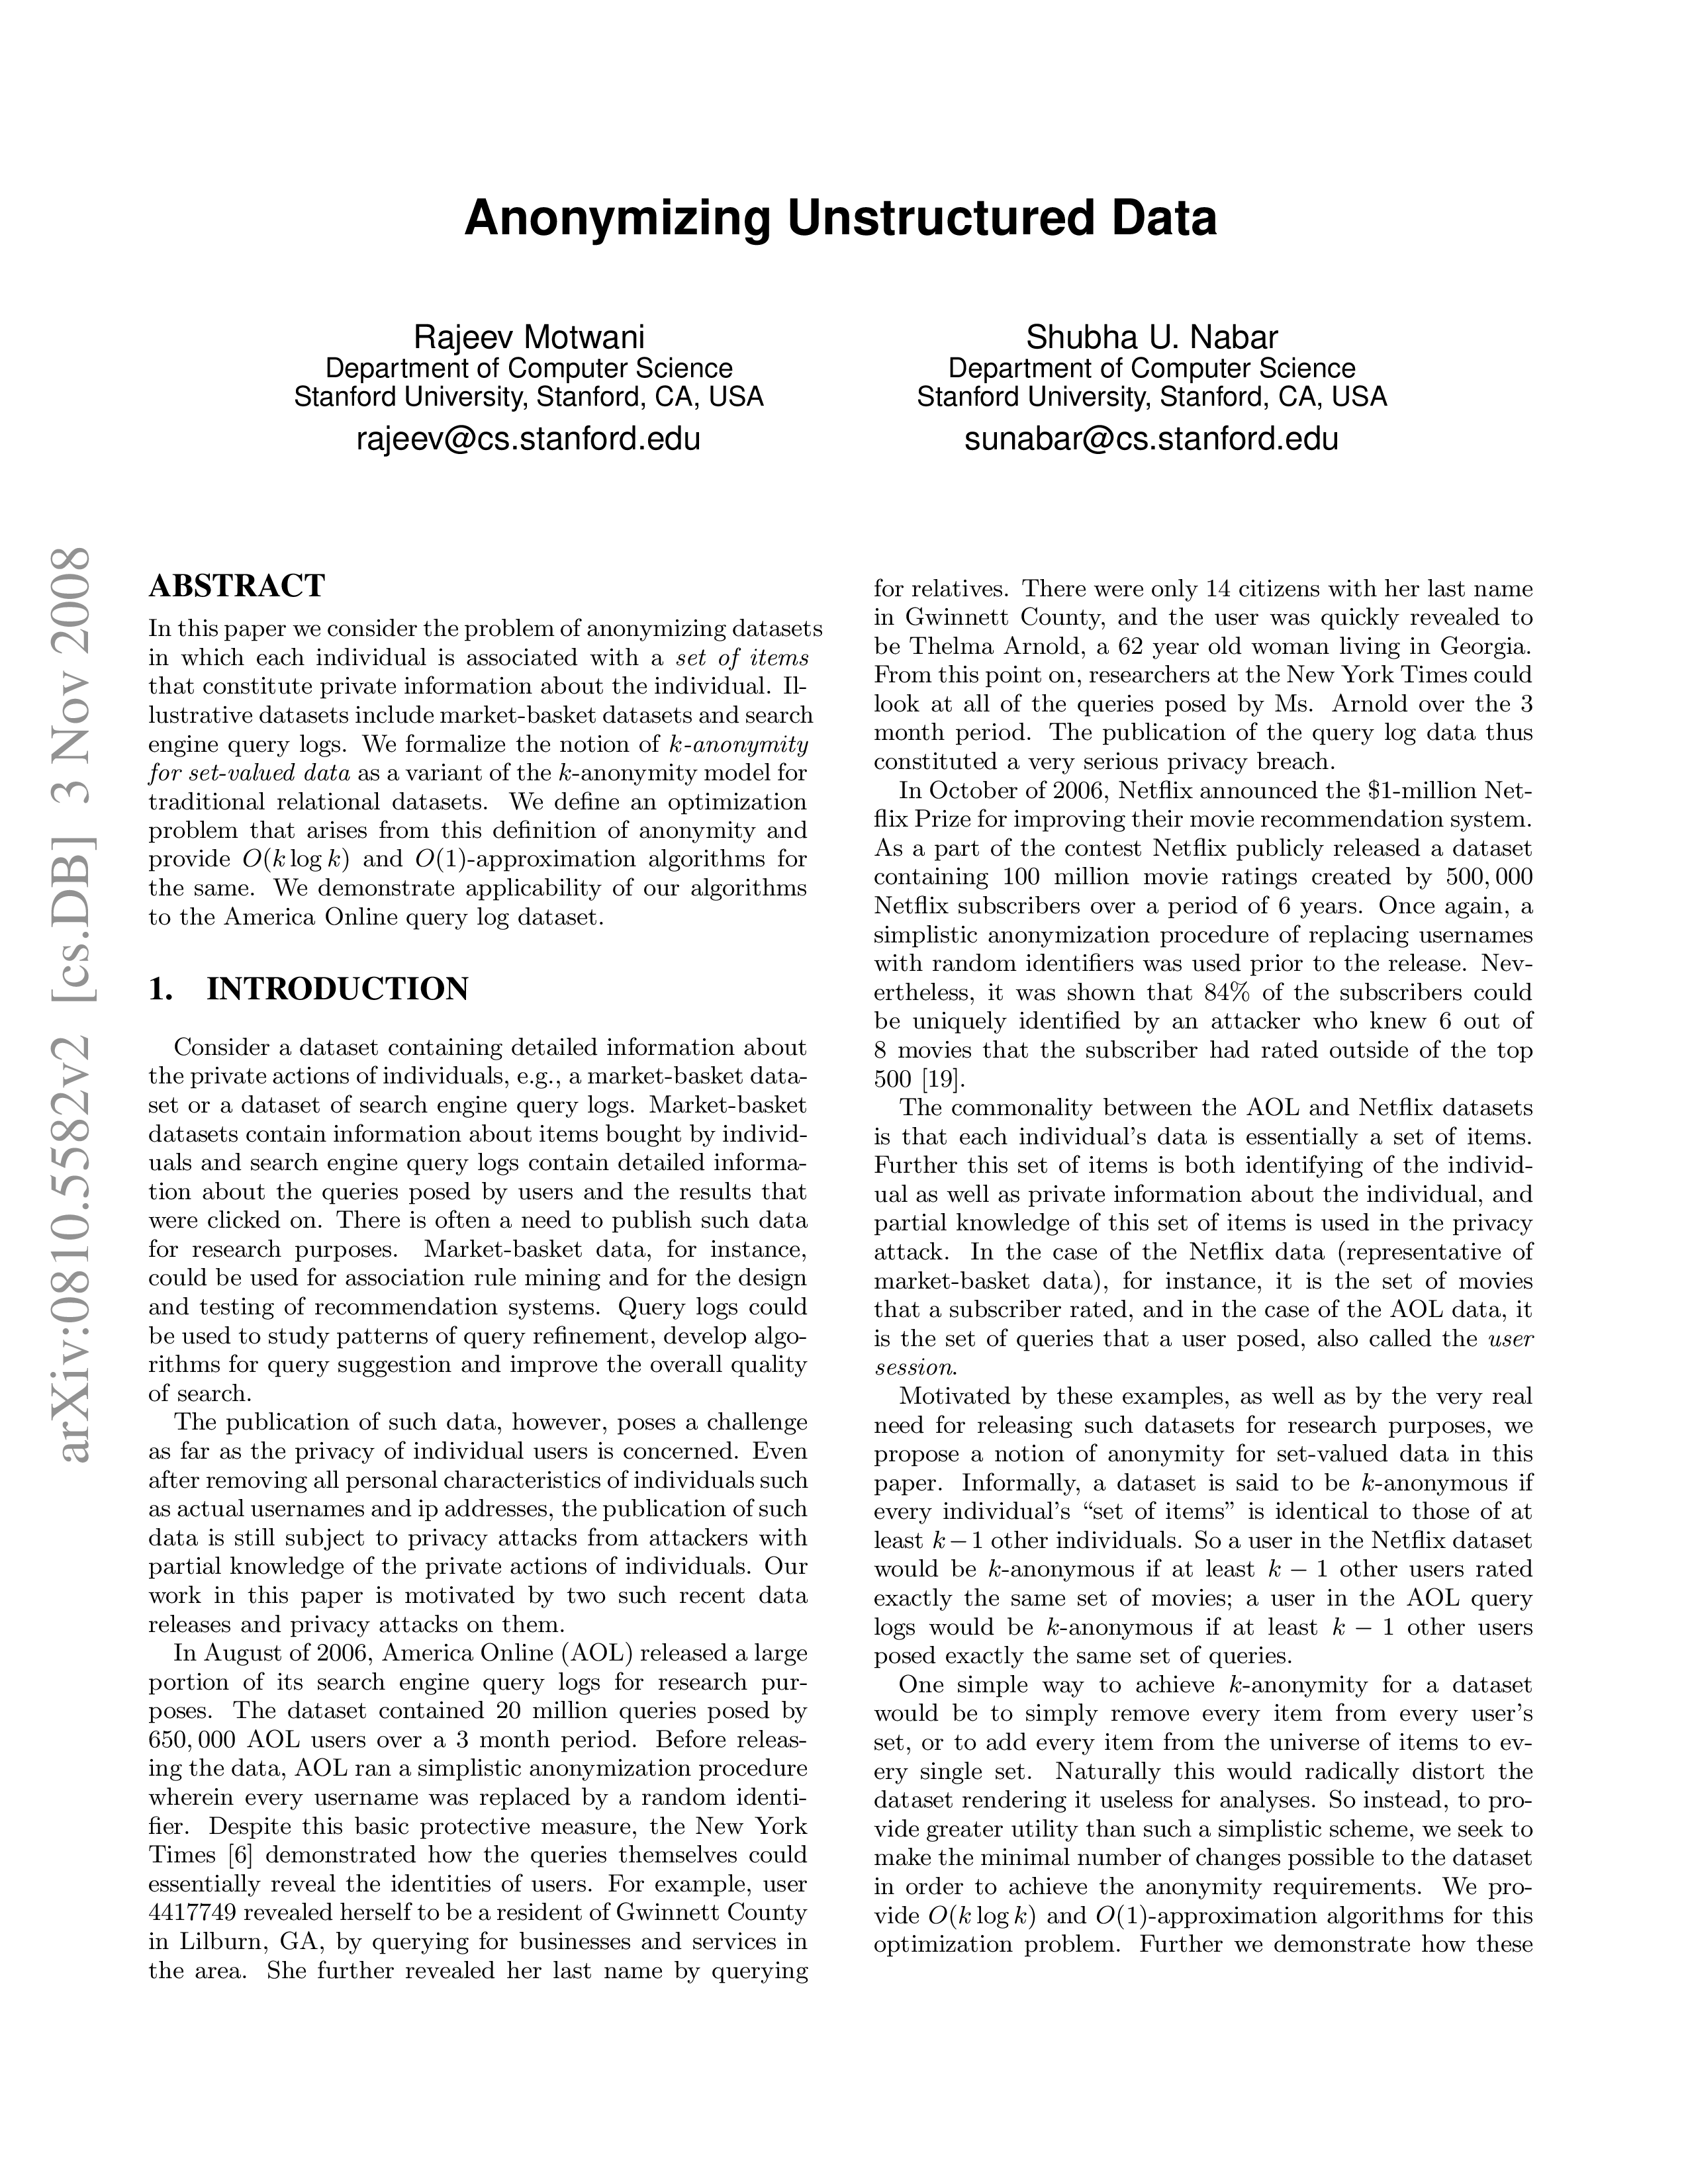 Anonymizing Unstructured Data
Rajeev Motwani
Department of Computer Science
Stanford University, Stanford, CA, USA
rajeev@cs.stanford.edu
Shubha U. Nabar
Department of Computer Science
Stanford University, Stanford, CA, USA
sunabar@cs.stanford.edu
arXiv:0810.5582v2 [cs.DB] 3 Nov 2008
ABSTRACT
In this paper we consider the problem of anonymizing datasets
in which each individual is associated with a set of items
that constitute private information about the individual. Il-
lustrative datasets include market-basket datasets and search
engine query logs. We formalize the notion of k-anonymity
for set-valued data as a variant of the k-anonymity model for
traditional relational datasets. We define an optimization
problem that arises from this definition of anonymity and
provide O(k log k) and O(1)-approximation algorithms for
the same. We demonstrate applicability of our algorithms
to the America Online query log dataset.
1. INTRODUCTION
Consider a dataset containing detailed information about
the private actions of individuals, e.g., a market-basket data-
set or a dataset of search engine query logs. Market-basket
datasets contain information about items bought by individ-
uals and search engine query logs contain detailed informa-
tion about the queries posed by users and the results that
were clicked on. There is often a need to publish such data
for research purposes. Market-basket data, for instance,
could be used for association rule mining and for the design
and testing of recommendation systems. Query logs could
be used to study patterns of query refinement, develop algo-
rithms for query suggestion and improve the overall quality
of search.
The publication of such data, however, poses a challenge
as far as the privacy of individual users is concerned. Even
after removing all personal characteristics of individuals such
as actual usernames and ip addresses, the publication of such
data is still subject to privacy attacks from attackers with
partial knowledge of the private actions of individuals. Our
work in this paper is motivated by two such recent data
releases and privacy attacks on them.
In August of 2006, America Online (AOL) released a large
portion of its search engine query logs for research pur-
poses. The dataset contained 20 million queries posed by
650,000 AOL users over a 3 month period. Before releas-
ing the data, AOL ran a simplistic anonymization procedure
wherein every username was replaced by a random identi-
fier. Despite this basic protective measure, the New York
Times [6] demonstrated how the queries themselves could
essentially reveal the identities of users. For example, user
4417749 revealed herself to be a resident of Gwinnett County
in Lilburn, GA, by querying for businesses and services in
the area. She further revealed her last name by querying
for relatives. There were only 14 citizens with her last name
in Gwinnett County, and the user was quickly revealed to
be Thelma Arnold, a 62 year old woman living in Georgia.
From this point on, researchers at the New York Times could
look at all of the queries posed by Ms. Arnold over the 3
month period. The publication of the query log data thus
constituted a very serious privacy breach.
In October of 2006, Netflix announced the $1-million Net-
flix Prize for improving their movie recommendation system.
As a part of the contest Netflix publicly released a dataset
containing 100 million movie ratings created by 500,000
Netflix subscribers over a period of 6 years. Once again, a
simplistic anonymization procedure of replacing usernames
with random identifiers was used prior to the release. Nev-
ertheless, it was shown that 84% of the subscribers could
be uniquely identified by an attacker who knew 6 out of
8 movies that the subscriber had rated outside of the top
500 [19].
The commonality between the AOL and Netflix datasets
is that each individual's data is essentially a set of items.
Further this set of items is both identifying of the individ-
ual as well as private information about the individual, and
partial knowledge of this set of items is used in the privacy
attack. In the case of the Netflix data (representative of
market-basket data), for instance, it is the set of movies
that a subscriber rated, and in the case of the AOL data, it
is the set of queries that a user posed, also called the user
session.
Motivated by these examples, as well as by the very real
need for releasing such datasets for research purposes, we
propose a notion of anonymity for set-valued data in this
paper. Informally, a dataset is said to be k-anonymous if
every individual's “set of items” is identical to those of at
least k − 1 other individuals. So a user in the Netflix dataset
would be k-anonymous if at least k − 1 other users rated
exactly the same set of movies; a user in the AOL query
logs would be k-anonymous if at least k − 1 other users
posed exactly the same set of queries.
One simple way to achieve k-anonymity for a dataset
would be to simply remove every item from every user's
set, or to add every item from the universe of items to ev-
ery single set. Naturally this would radically distort the
dataset rendering it useless for analyses. So instead, to pro-
vide greater utility than such a simplistic scheme, we seek to
make the minimal number of changes possible to the dataset
in order to achieve the anonymity requirements. We pro-
vide O(k log k) and O(1)-approximation algorithms for this
optimization problem. Further we demonstrate how these